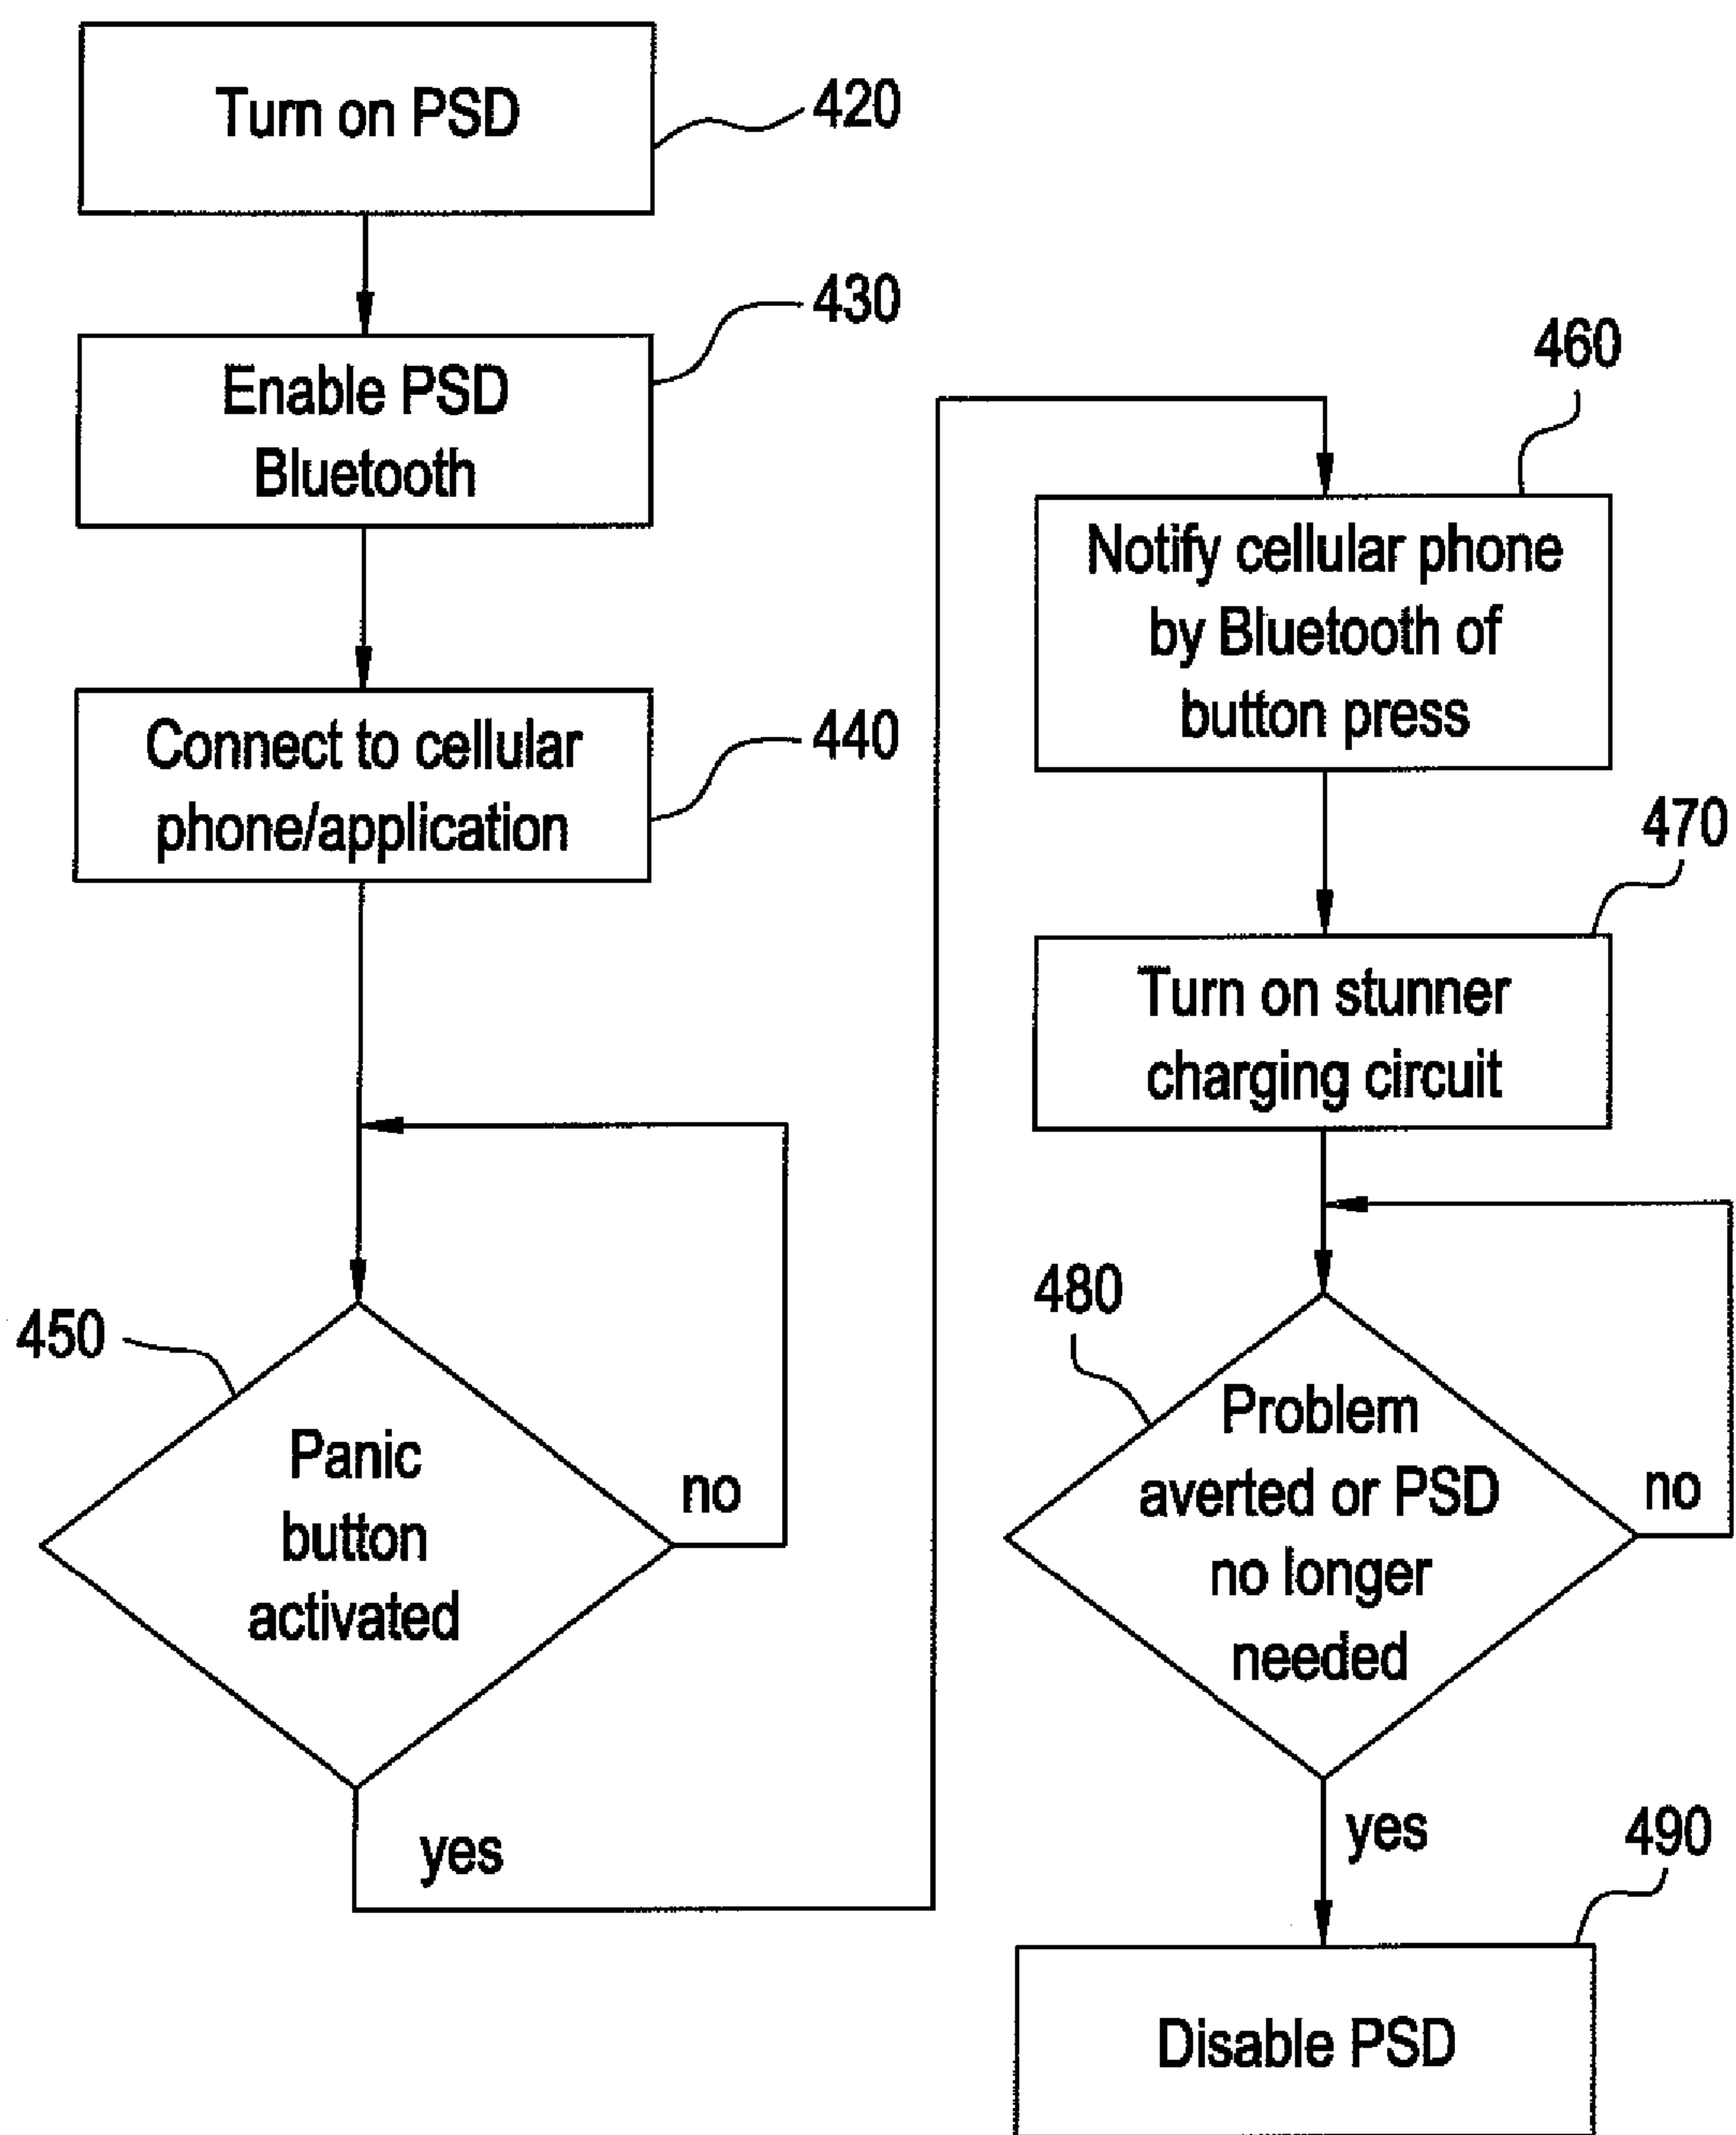 Turn on PSD
420
Enable PSD
Bluetooth
430
Connect to cellular
phone/application
440
450
Panic
button
activated
no
yes
460
Notify cellular phone
by Bluetooth of
button press
470
Turn on stunner
charging circuit
480
Problem
averted or PSD
no longer
needed
no
yes
490
Disable PSD